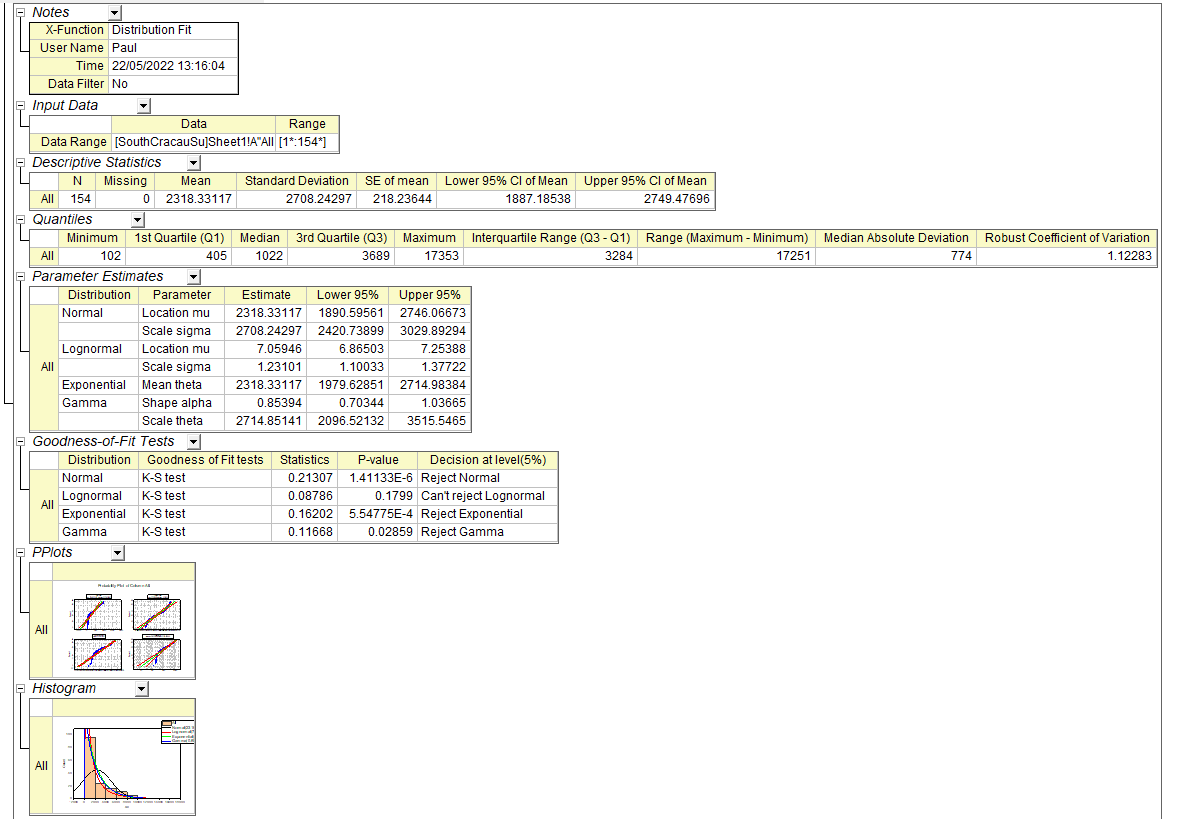 Notes
X-Function Distribution Fit
User Name Paul
Time 22/05/2022 13:16:04
Data Filter No
Input Data
Data Range
Data Range [SouthCracauSu]Sheet1!A"All [1*:154*]
Descriptive Statistics
N Missing Mean Standard Deviation SE of mean Lower 95% CI of Mean Upper 95% CI of Mean
All 154 0 2318.33117 2708.24297 218.23644 1887.18538 2749.47696
Quantiles
Minimum 1st Quartile (Q1) Median 3rd Quartile (Q3) Maximum Interquartile Range (Q3 - Q1) Range (Maximum - Minimum) Median Absolute Deviation Robust Coefficient of Variation
All 102 405 1022 3689 17353 3284 17251 774 1.12283
Parameter Estimates
Distribution Parameter Estimate Lower 95% Upper 95%
Normal Location mu 2318.33117 1890.59561 2746.06673
Scale sigma 2708.24297 2420.73899 3029.89294
Lognormal Location mu 7.05946 6.86503 7.25388
All Scale sigma 1.23101 1.10033 1.37722
Exponential Mean theta 2318.33117 1979.62851 2714.98384
Gamma Shape alpha 0.85394 0.70344 1.03665
Scale theta 2714.85141 2096.52132 3515.5465
Goodness-of-Fit Tests
Distribution Goodness of Fit tests Statistics P-value Decision at level(5%)
Normal K-S test 0.21307 1.41133E-6 Reject Normal
All Lognormal K-S test 0.08786 0.1799 Can't reject Lognormal
Exponential K-S test 0.16202 5.54775E-4 Reject Exponential
Gamma K-S test 0.11668 0.02859 Reject Gamma
PPlots
Probability Plot of Column All
All
Histogram
All